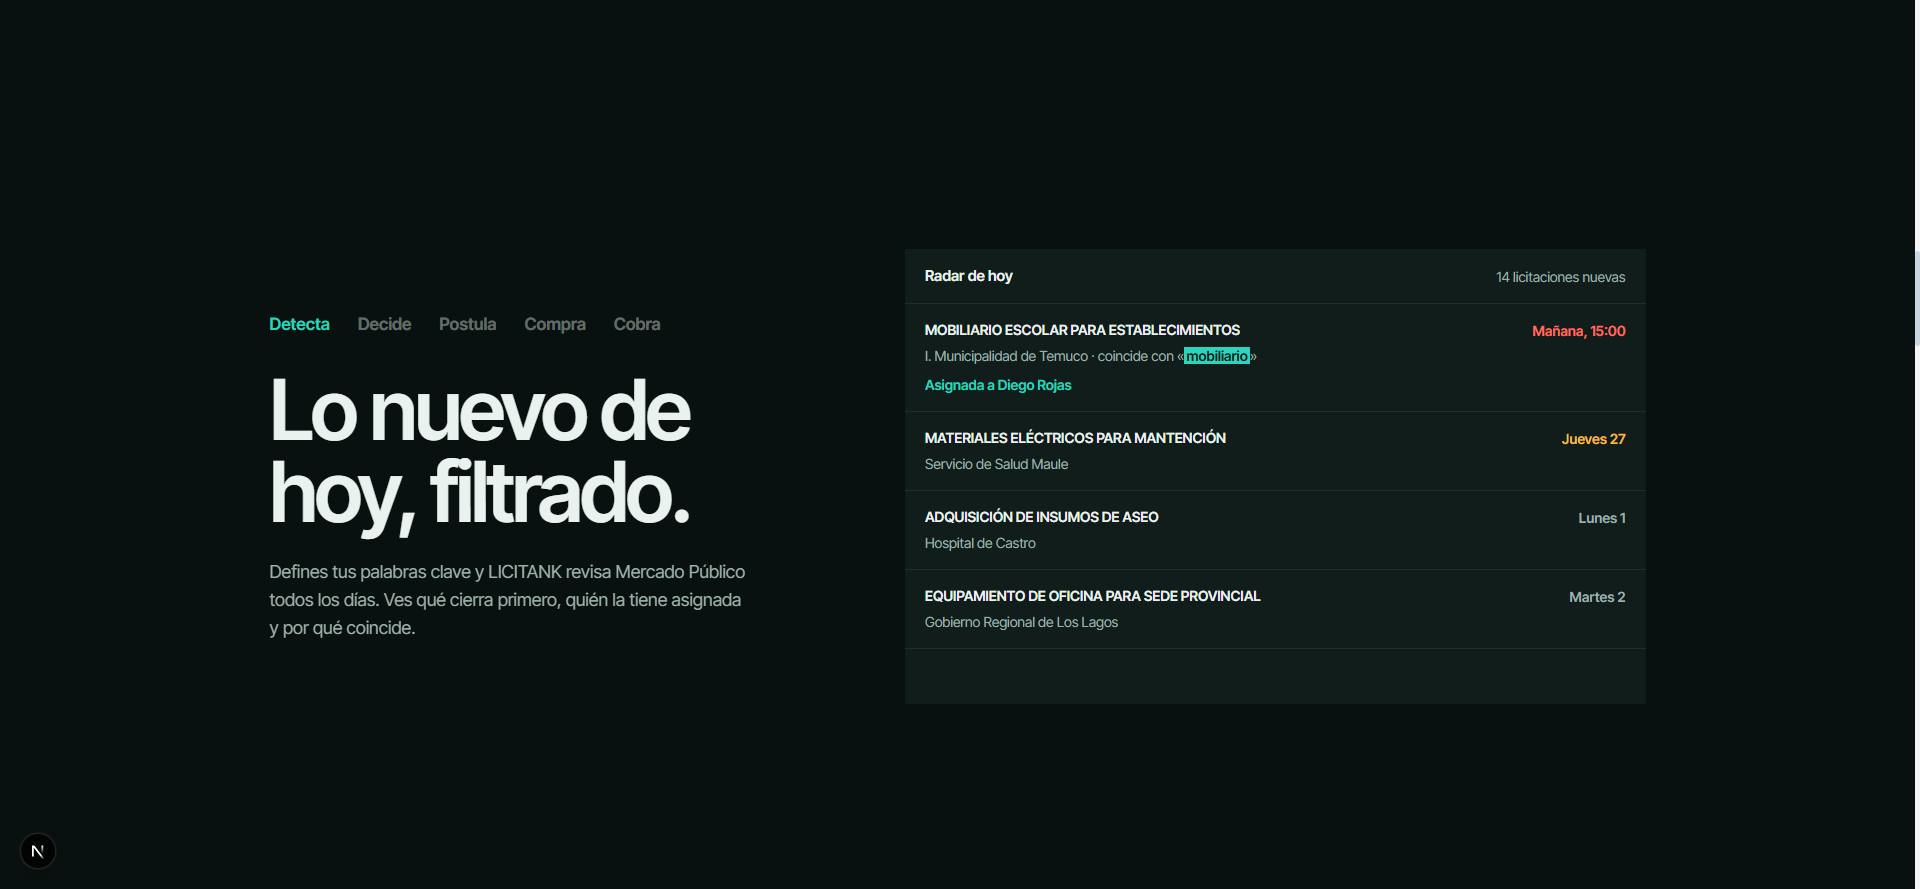 Detecta Decide Postula Compra Cobra
Lo nuevo de
hoy, filtrado.
Defines tus palabras clave y LICITANK revisa Mercado Público
todos los días. Ves qué cierra primero, quién la tiene asignada
y por qué coincide.
Radar de hoy 14 licitaciones nuevas
MOBILIARIO ESCOLAR PARA ESTABLECIMIENTOS Mañana, 15:00
I. Municipalidad de Temuco · coincide con «mobiliario»
Asignada a Diego Rojas
MATERIALES ELÉCTRICOS PARA MANTENCIÓN Jueves 27
Servicio de Salud Maule
ADQUISICIÓN DE INSUMOS DE ASEO Lunes 1
Hospital de Castro
EQUIPAMIENTO DE OFICINA PARA SEDE PROVINCIAL Martes 2
Gobierno Regional de Los Lagos
N